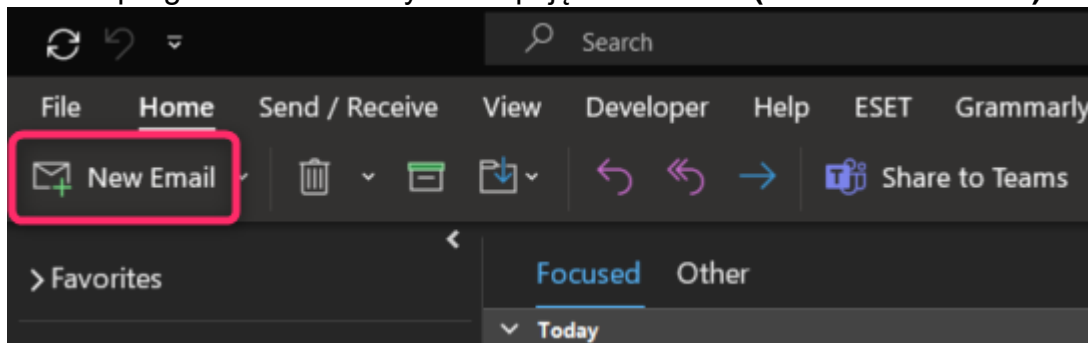 Search
File Home Send / Receive View Developer Help ESET Grammarly
New Email Share to Teams
Favorites Focused Other
Today